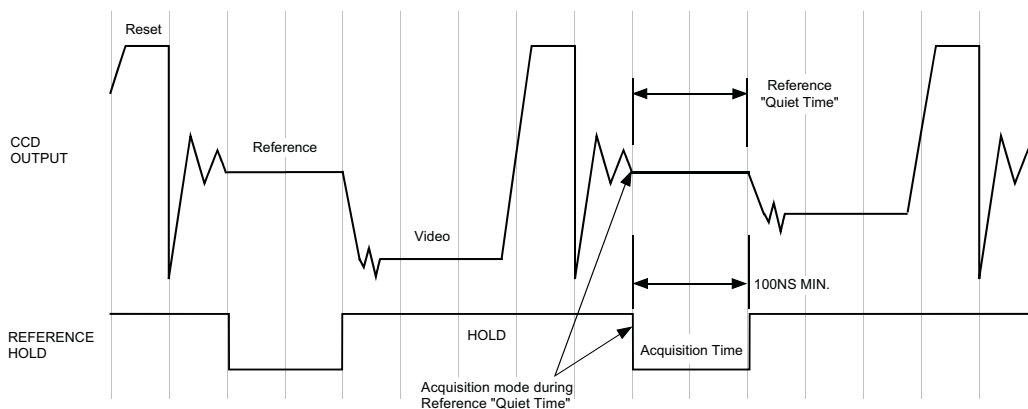 Reset
Reference
"Quiet Time"
CCD
OUTPUT
Reference
Video
100NS MIN.
REFERENCE
HOLD
HOLD
Acquisition Time
Acquisition mode during
Reference "Quiet Time"